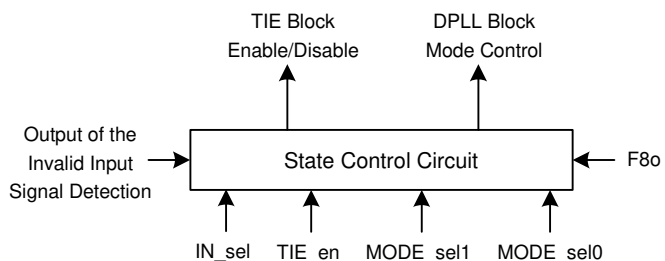 TIE Block
Enable/Disable
DPLL Block
Mode Control
Output of the
Invalid Input
Signal Detection
State Control Circuit
F8o
IN_sel
TIE_en
MODE_sel1
MODE_sel0